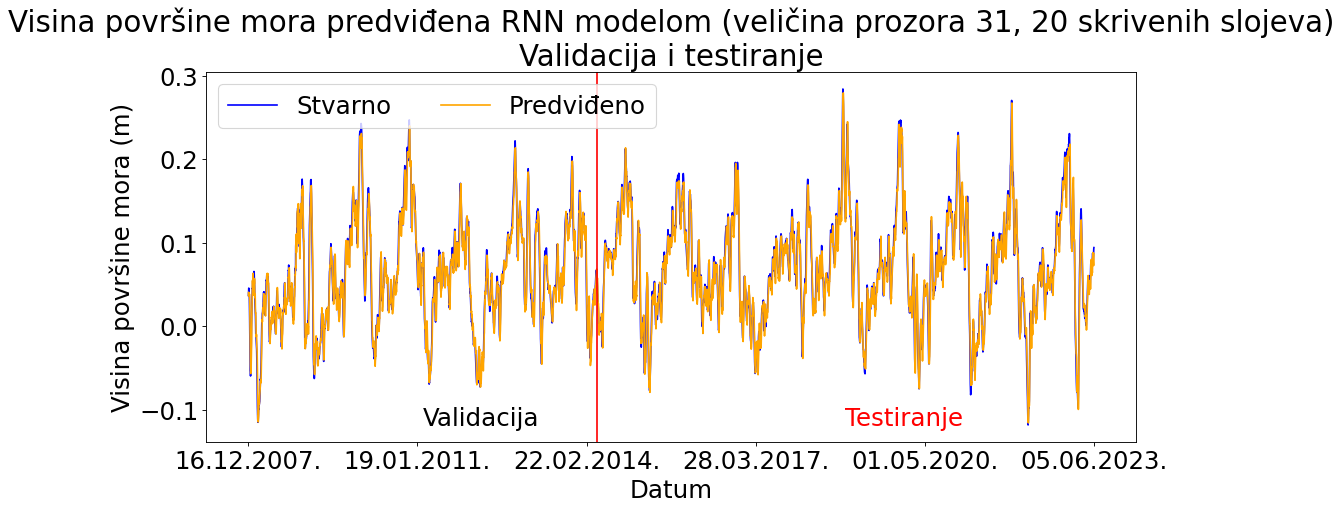 Visina površine mora predviđena RNN modelom (veličina prozora 31, 20 skrivenih slojeva)
Validacija i testiranje
Stvarno
Predviđeno
Visina površine mora (m)
0.3
0.2
0.1
0.0
−0.1
Validacija
Testiranje
16.12.2007.
19.01.2011.
22.02.2014.
28.03.2017.
01.05.2020.
05.06.2023.
Datum